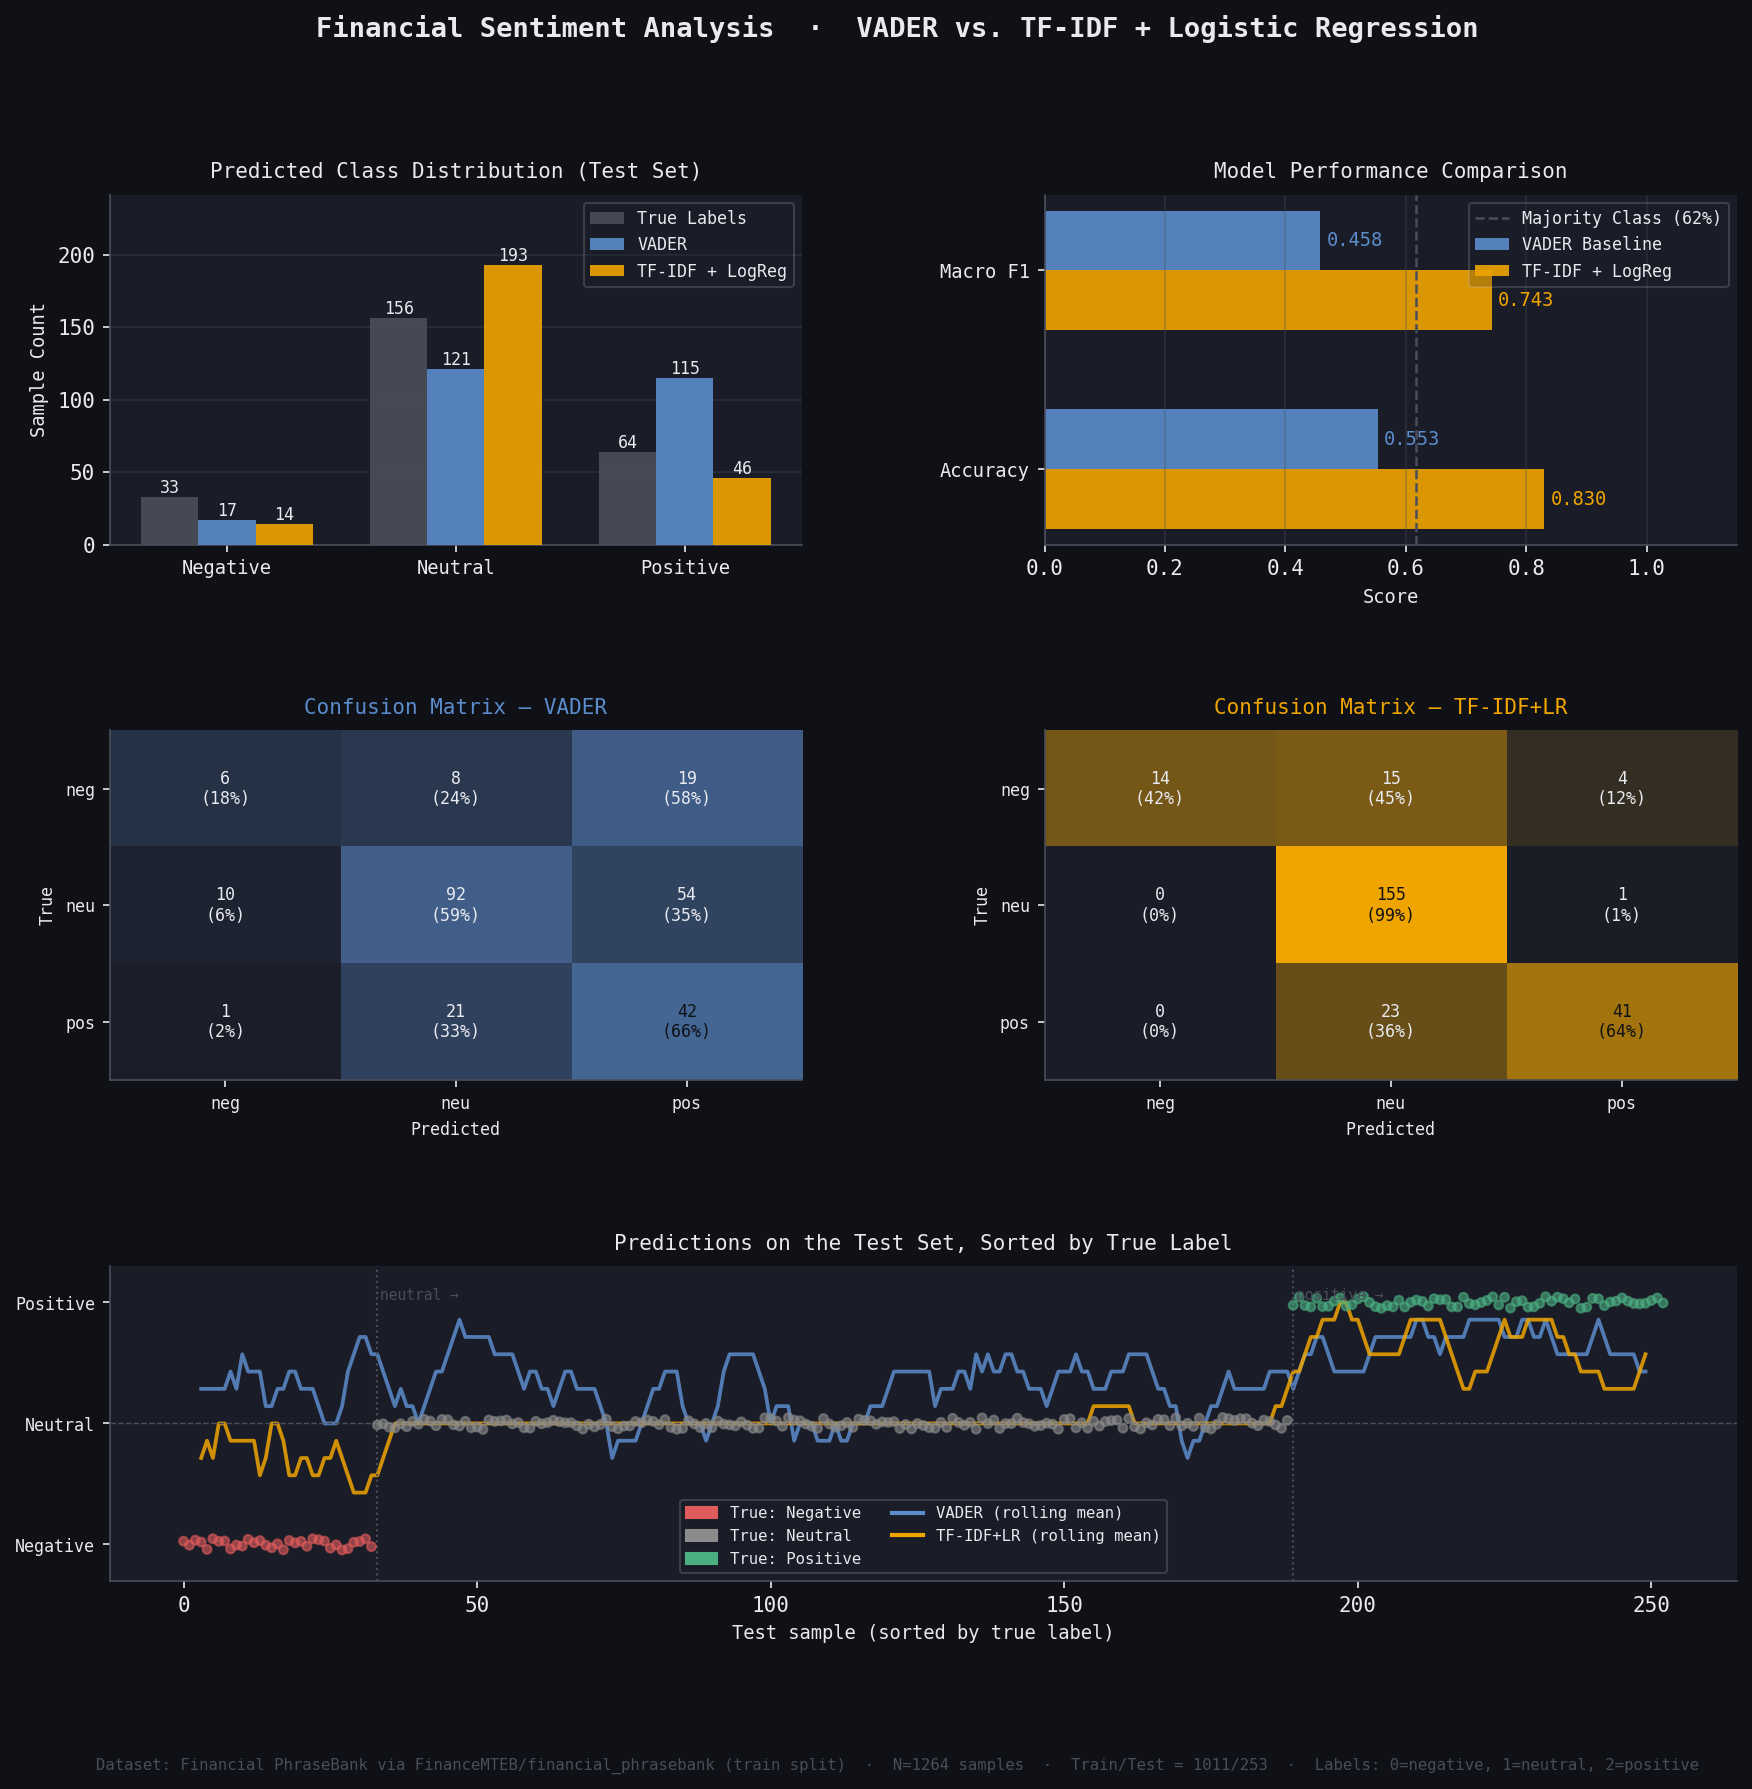 Financial Sentiment Analysis · VADER vs. TF-IDF + Logistic Regression
Predicted Class Distribution (Test Set)
Sample Count
200
150
100
50
0
33
17
14
156
121
193
64
115
46
Negative
Neutral
Positive
True Labels
VADER
TF-IDF + LogReg
Model Performance Comparison
Macro F1
Accuracy
0.458
0.743
0.553
0.830
Majority Class (62%)
VADER Baseline
TF-IDF + LogReg
0.0
0.2
0.4
0.6
0.8
1.0
Score
Confusion Matrix — VADER
True
neg
6
(18%)
8
(24%)
19
(58%)
neu
10
(6%)
92
(59%)
54
(35%)
pos
1
(2%)
21
(33%)
42
(66%)
neg
neu
pos
Predicted
Confusion Matrix — TF-IDF+LR
True
neg
14
(42%)
15
(45%)
4
(12%)
neu
0
(0%)
155
(99%)
1
(1%)
pos
0
(0%)
23
(36%)
41
(64%)
neg
neu
pos
Predicted
Predictions on the Test Set, Sorted by True Label
Positive
Neutral
Negative
neutral →
positive →
True: Negative
True: Neutral
True: Positive
VADER (rolling mean)
TF-IDF+LR (rolling mean)
0
50
100
150
200
250
Test sample (sorted by true label)
Dataset: Financial PhraseBank via FinanceMTEB/financial_phrasebank (train split) · N=1264 samples · Train/Test = 1011/253 · Labels: 0=negative, 1=neutral, 2=positive